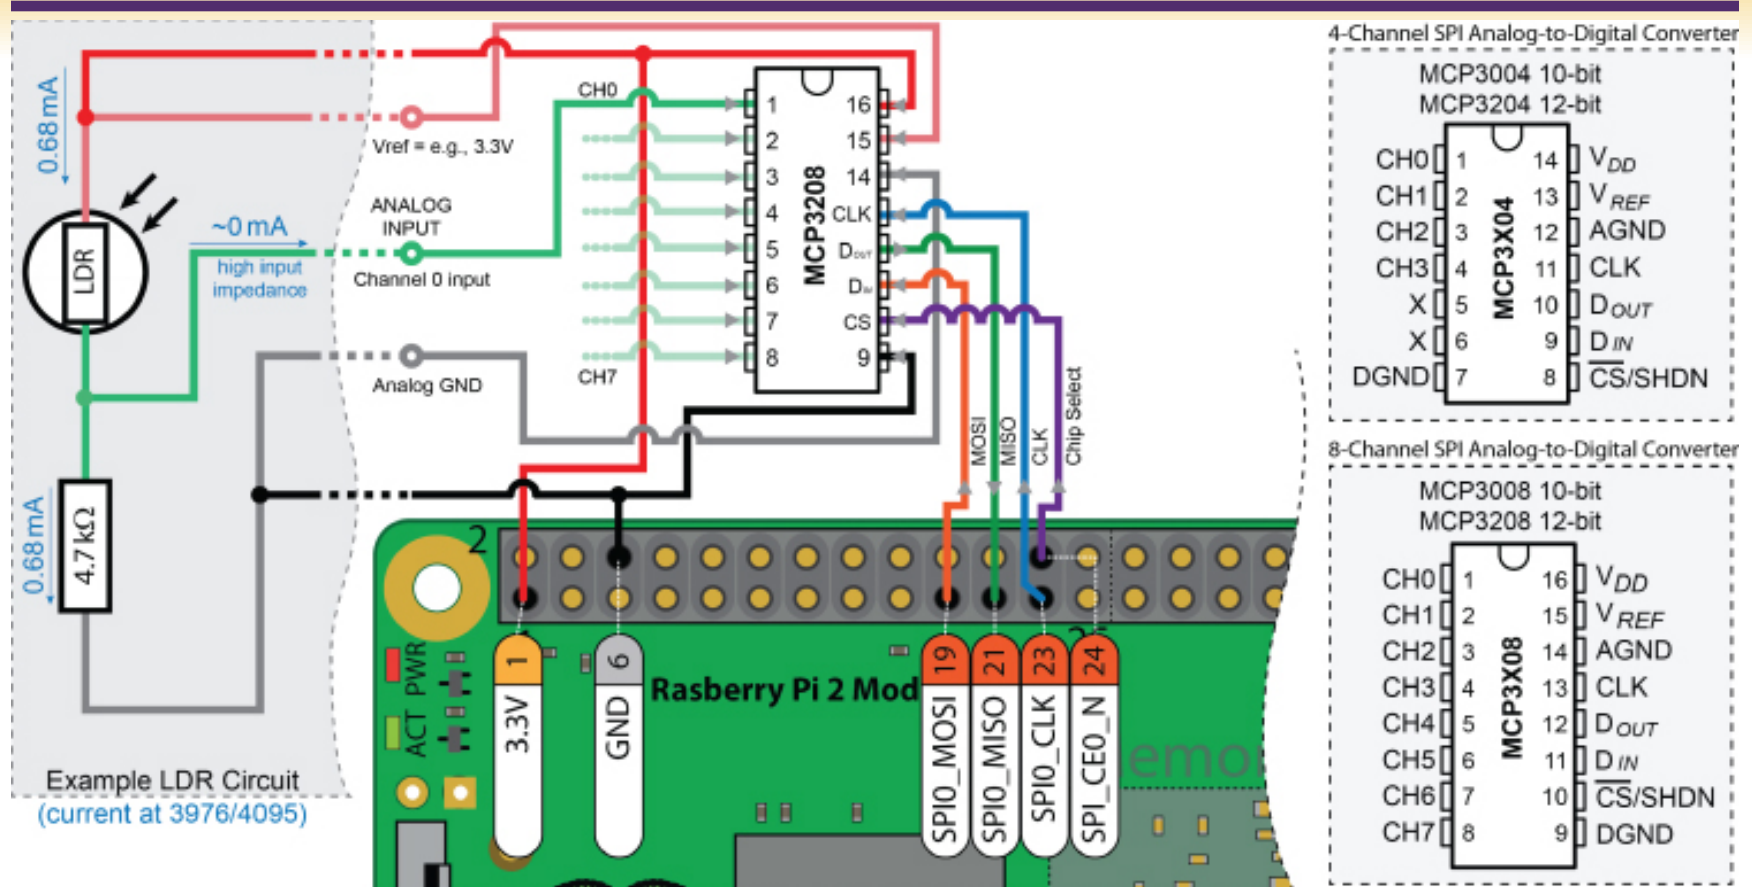 0.68 mA
LDR
~0 mA
high input
impedance
4.7 kΩ
0.68 mA
Example LDR Circuit
(current at 3976/4095)
Vref = e.g., 3.3V
ANALOG
INPUT
Channel 0 input
Analog GND
CH0
CH7
MCP3208
1
2
3
4
5
6
7
8
16
15
14
CLK
DOUT
DIN
CS
9
MOSI
MISO
CLK
Chip Select
2
PWR
ACT
1
3.3V
6
GND
Rasberry Pi 2 Mod
19
SPI0_MOSI
21
SPI0_MISO
23
SPI0_CLK
24
SPI_CE0_N
emo
4-Channel SPI Analog-to-Digital Converter
MCP3004 10-bit
MCP3204 12-bit
MCP3X04
CH0 1 14 VDD
CH1 2 13 VREF
CH2 3 12 AGND
CH3 4 11 CLK
X 5 10 DOUT
X 6 9 DIN
DGND 7 8 CS/SHDN
8-Channel SPI Analog-to-Digital Converter
MCP3008 10-bit
MCP3208 12-bit
MCP3X08
CH0 1 16 VDD
CH1 2 15 VREF
CH2 3 14 AGND
CH3 4 13 CLK
CH4 5 12 DOUT
CH5 6 11 DIN
CH6 7 10 CS/SHDN
CH7 8 9 DGND